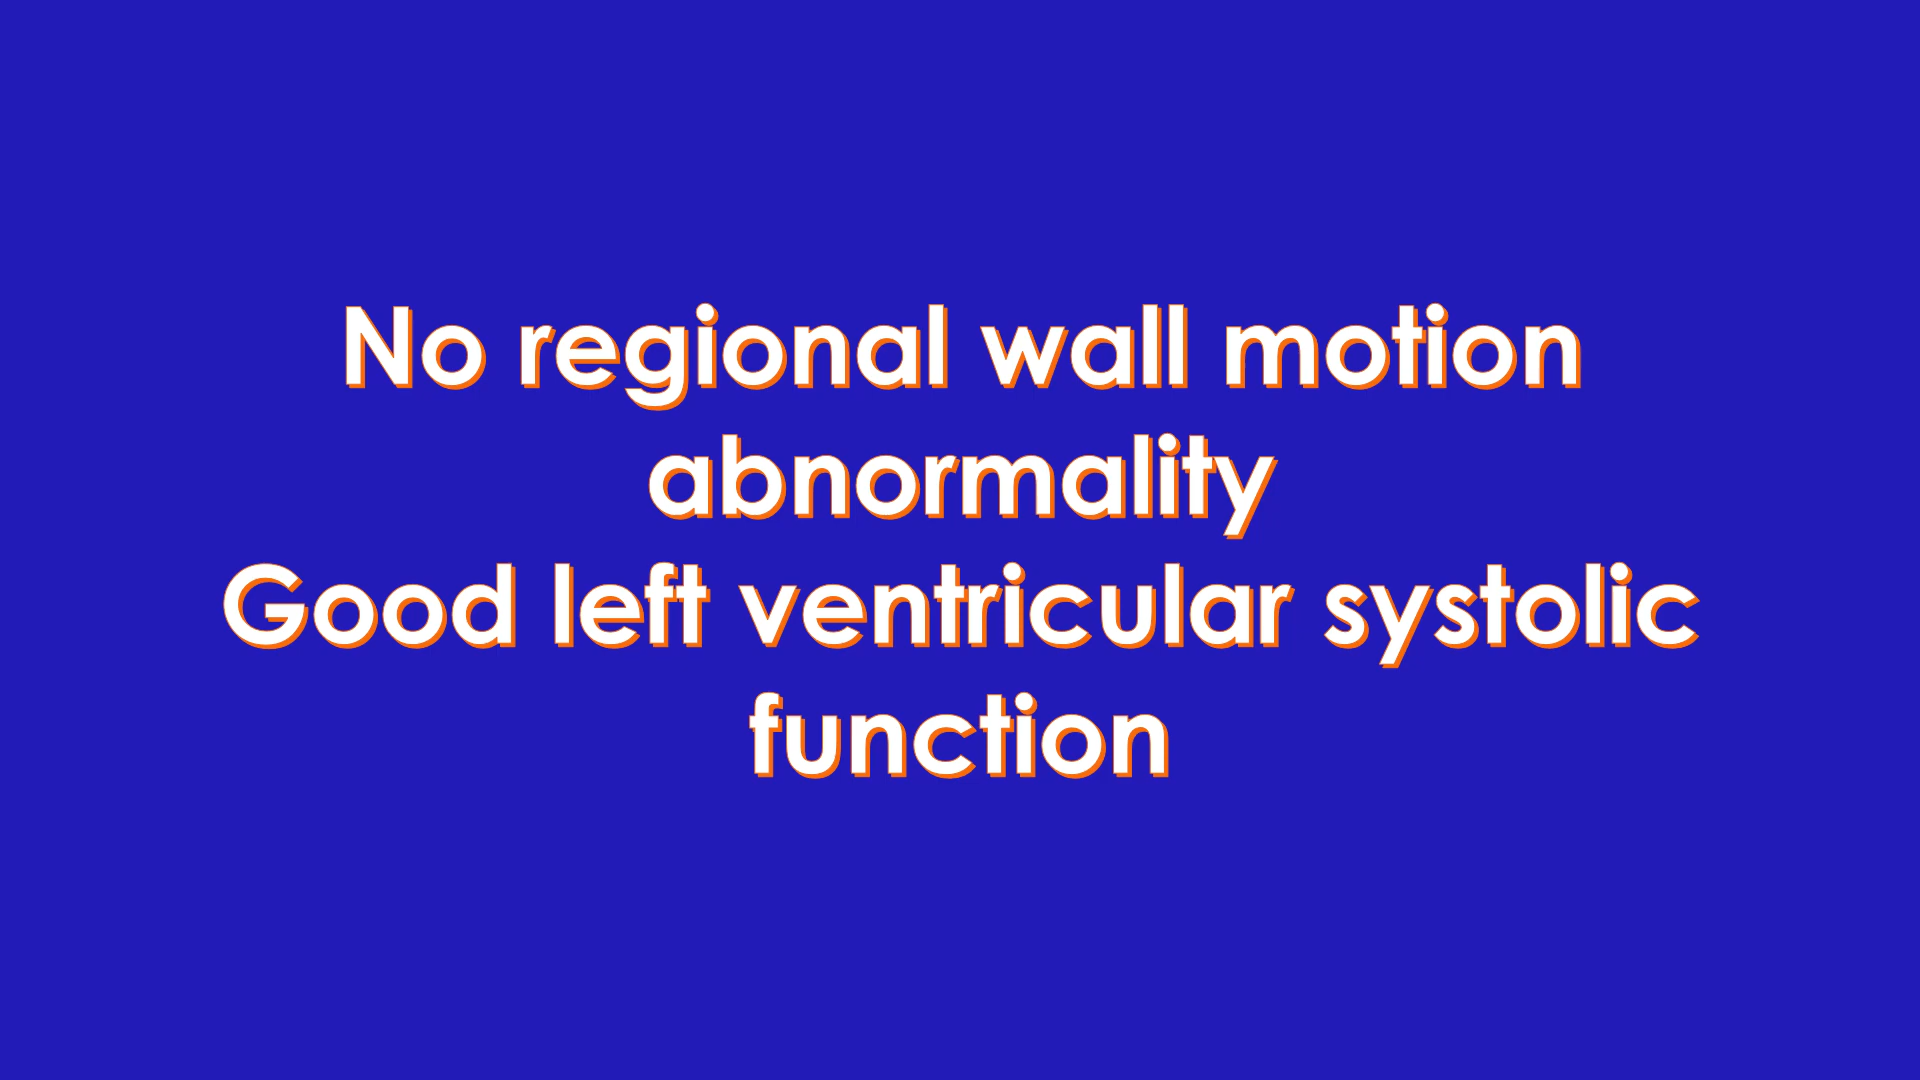 No regional wall motion
abnormality
Good left ventricular systolic
function